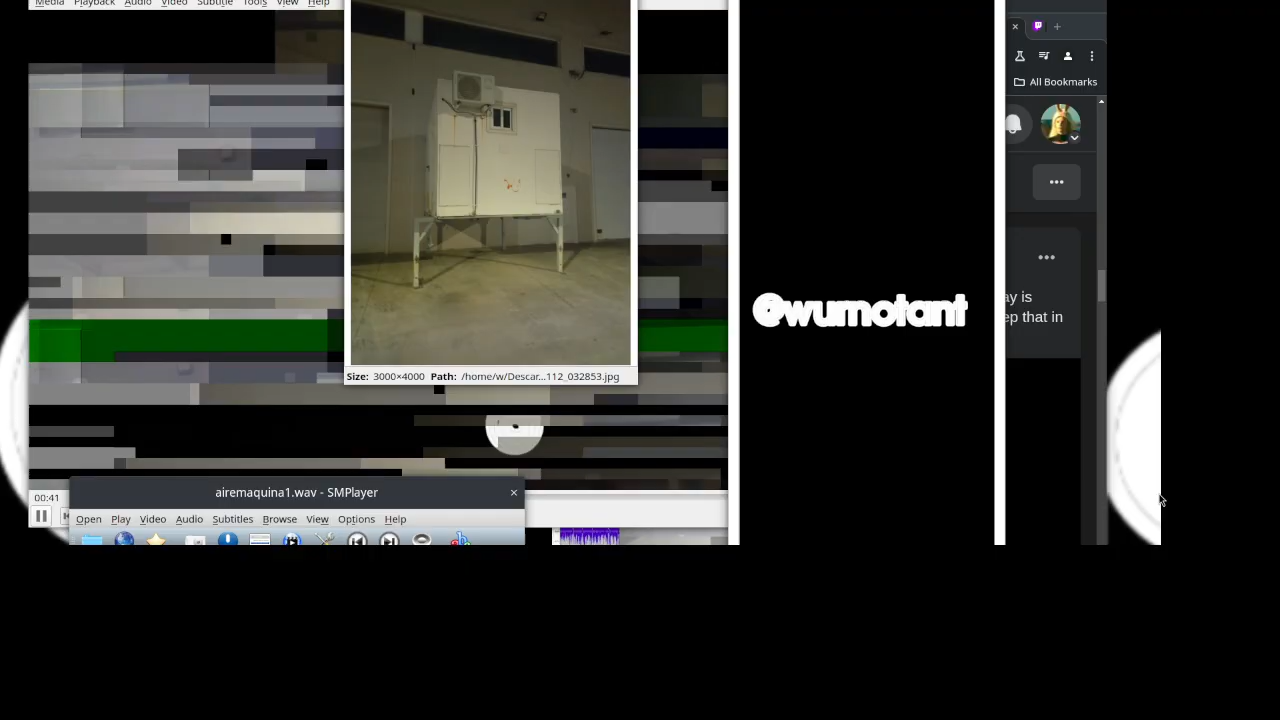 Media Playback Audio Video Subtitle Tools View Help
All Bookmarks
@wurnotant
ay is
ep that in
Size: 3000×4000 Path: /home/w/Descar...112_032853.jpg
00:41
airemaquina1.wav - SMPlayer
Open Play Video Audio Subtitles Browse View Options Help